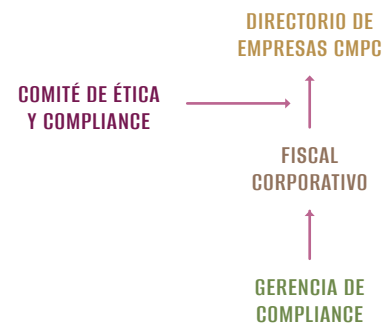 DIRECTORIO DE
EMPRESAS CMPC
COMITÉ DE ÉTICA
Y COMPLIANCE
FISCAL
CORPORATIVO
GERENCIA DE
COMPLIANCE